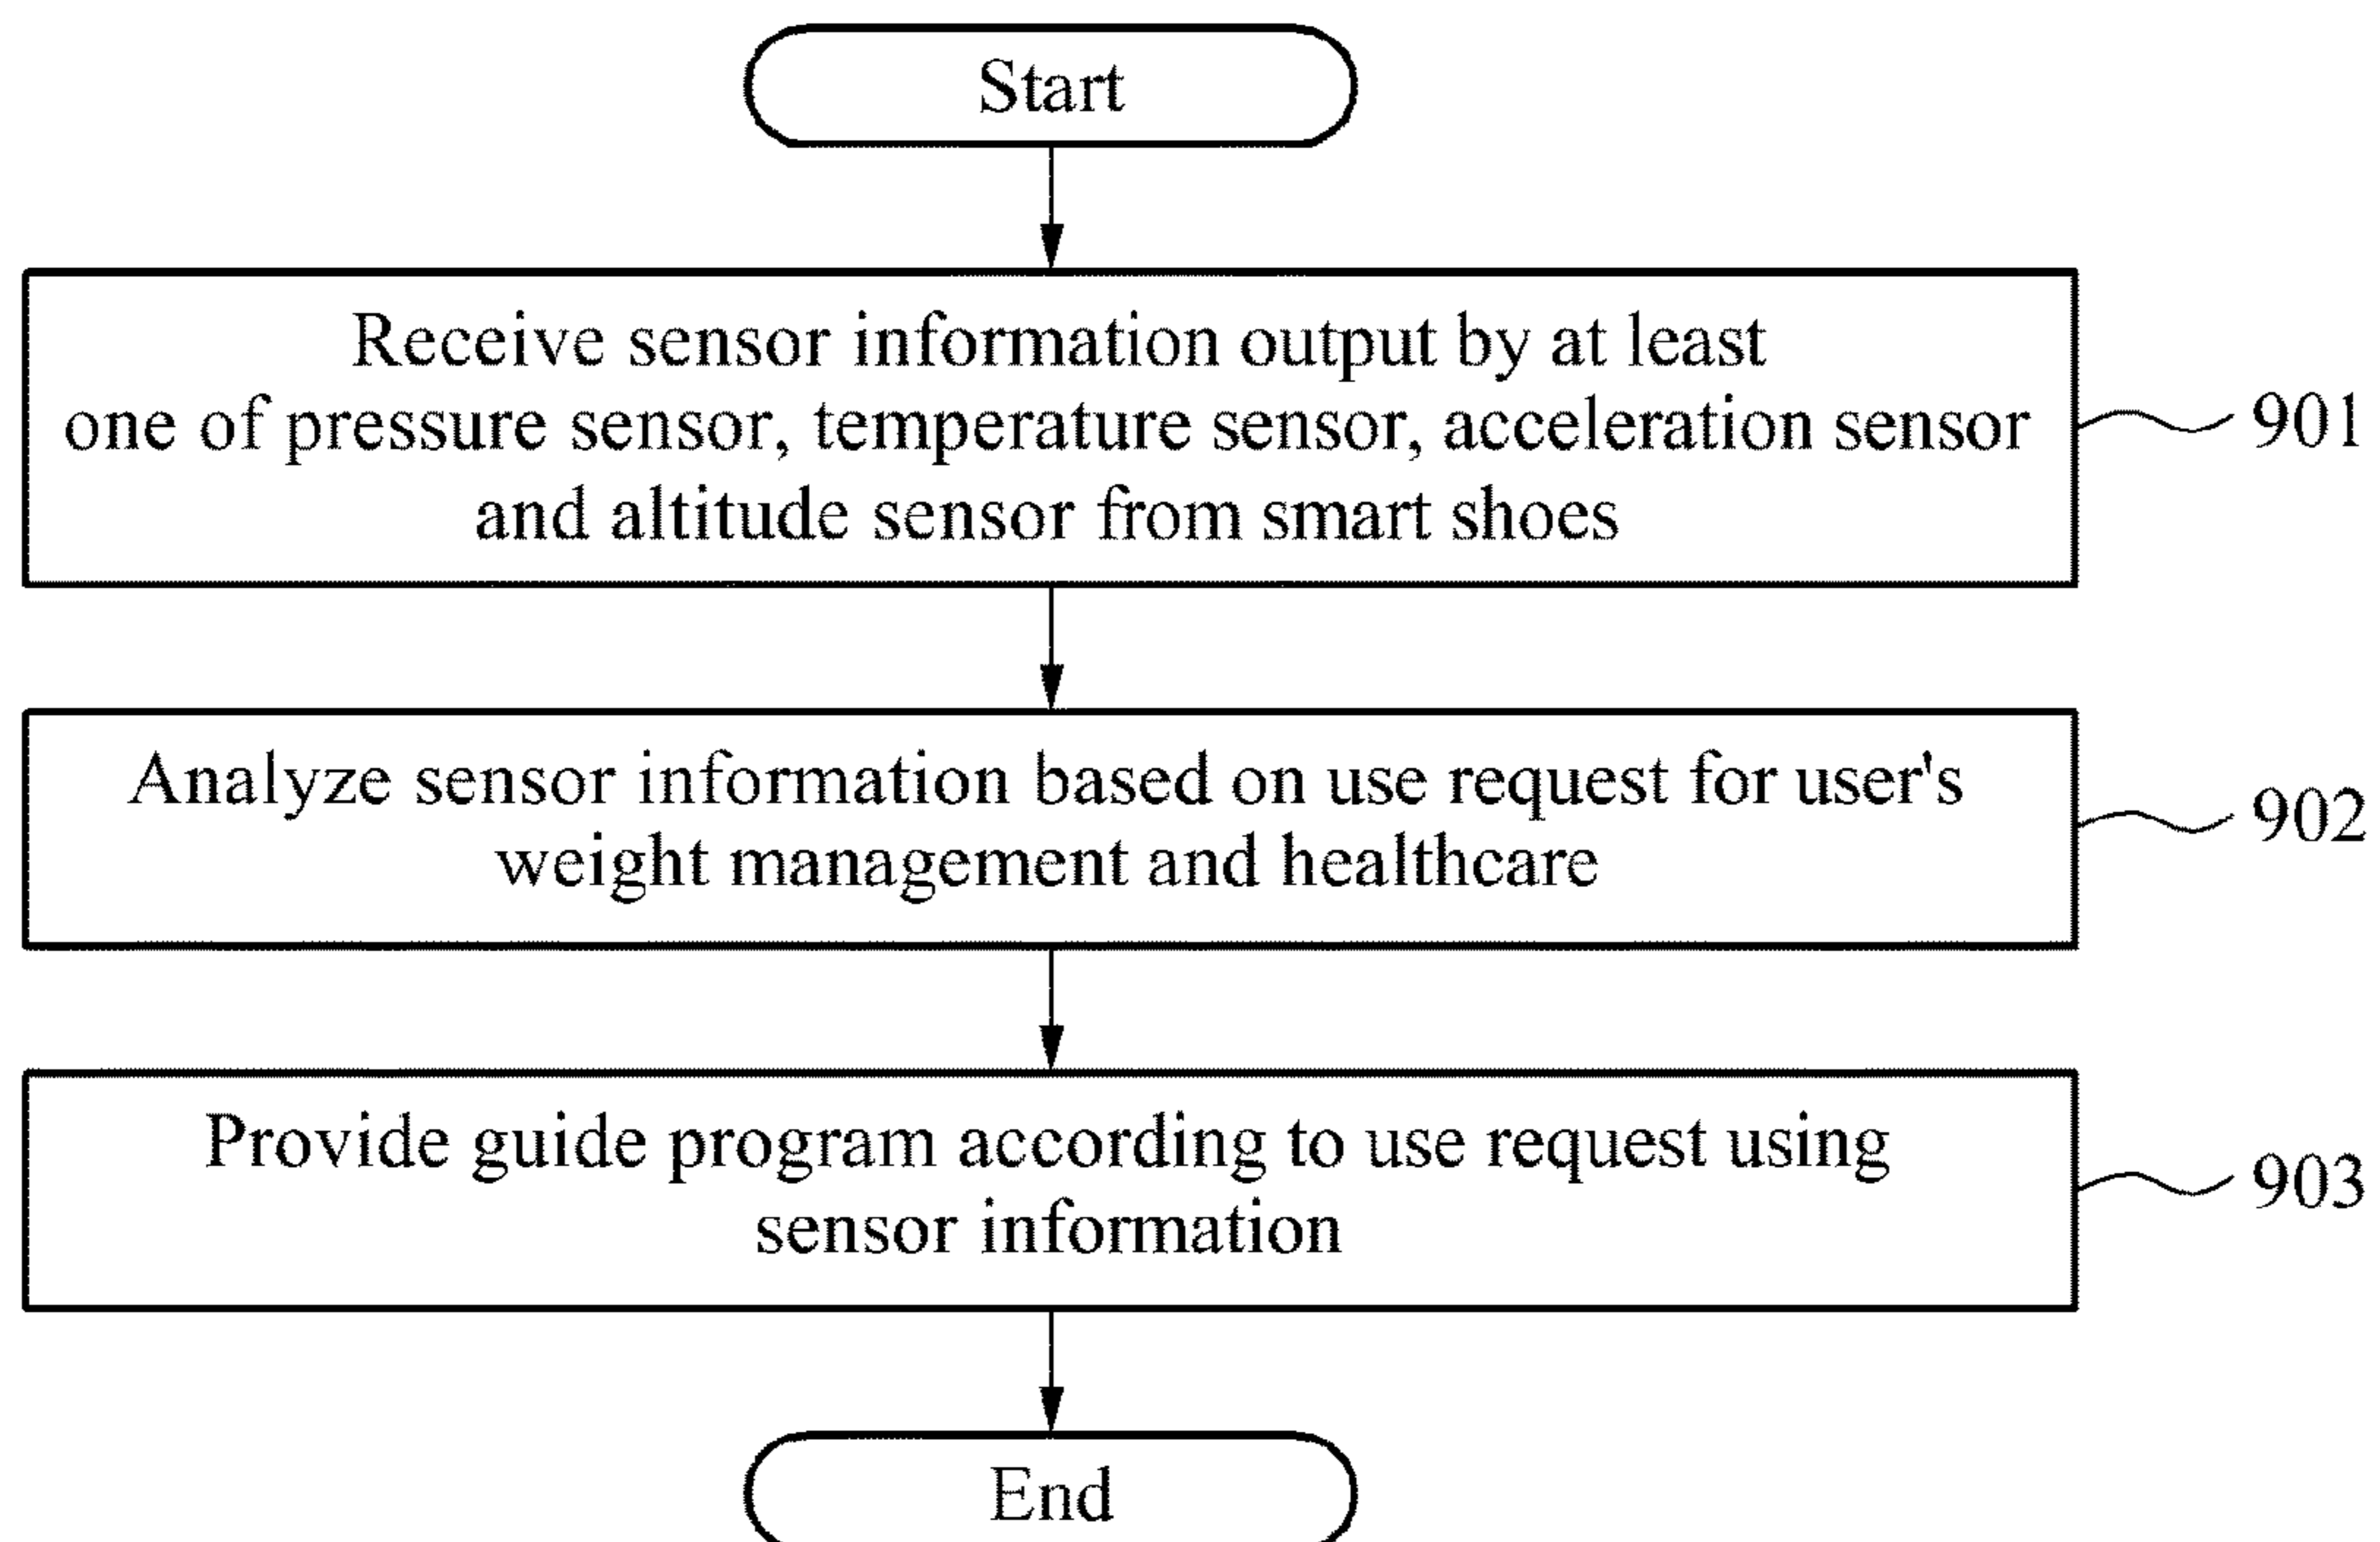 Start
Receive sensor information output by at least
one of pressure sensor, temperature sensor, acceleration sensor
and altitude sensor from smart shoes
901
Analyze sensor information based on use request for user's
weight management and healthcare
902
Provide guide program according to use request using
sensor information
903
End